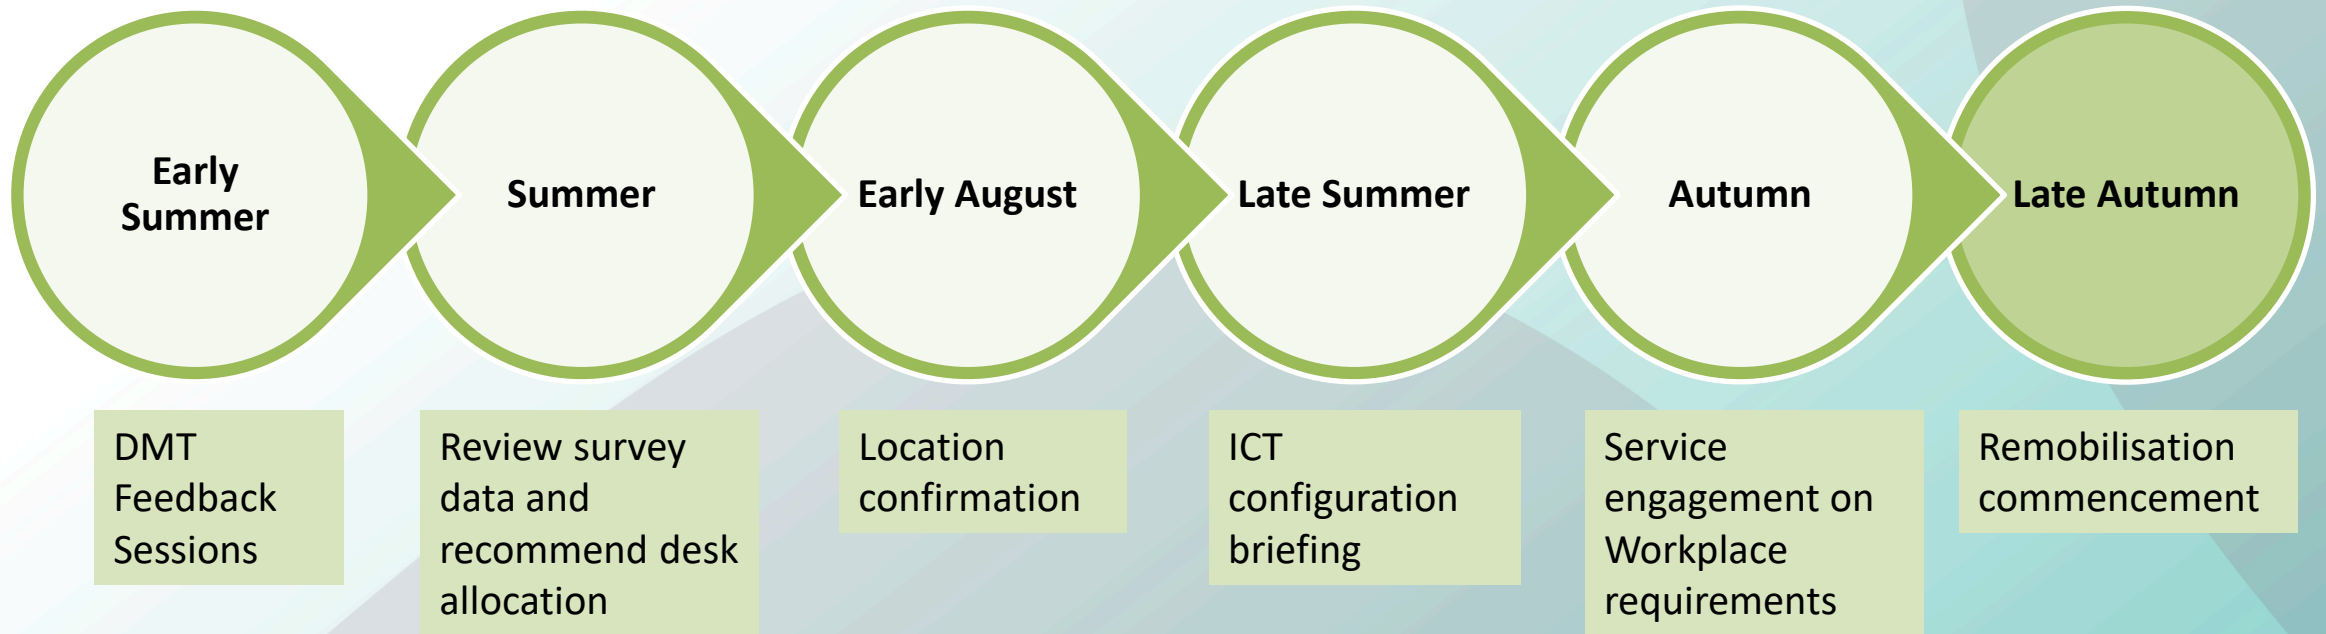 Early
Summer
Summer
Early August
Late Summer
Autumn
Late Autumn
DMT
Feedback
Sessions
Review survey
data and
recommend desk
allocation
Location
confirmation
ICT
configuration
briefing
Service
engagement on
Workplace
requirements
Remobilisation
commencement